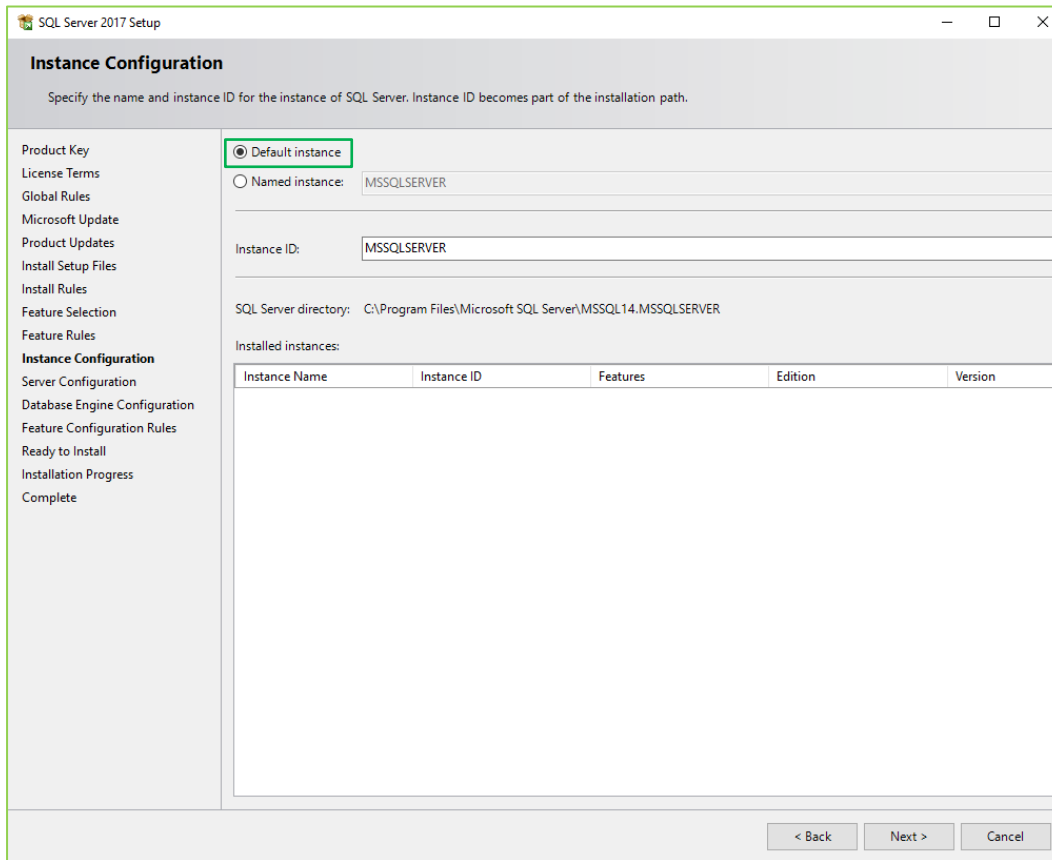 SQL Server 2017 Setup
Instance Configuration
Specify the name and instance ID for the instance of SQL Server. Instance ID becomes part of the installation path.
Product Key
License Terms
Global Rules
Microsoft Update
Product Updates
Install Setup Files
Install Rules
Feature Selection
Feature Rules
Instance Configuration
Server Configuration
Database Engine Configuration
Feature Configuration Rules
Ready to Install
Installation Progress
Complete
Default instance
Named instance: MSSQLSERVER
Instance ID: MSSQLSERVER
SQL Server directory: C:\Program Files\Microsoft SQL Server\MSSQL14.MSSQLSERVER
Installed instances:
Instance Name Instance ID Features Edition Version
< Back Next > Cancel